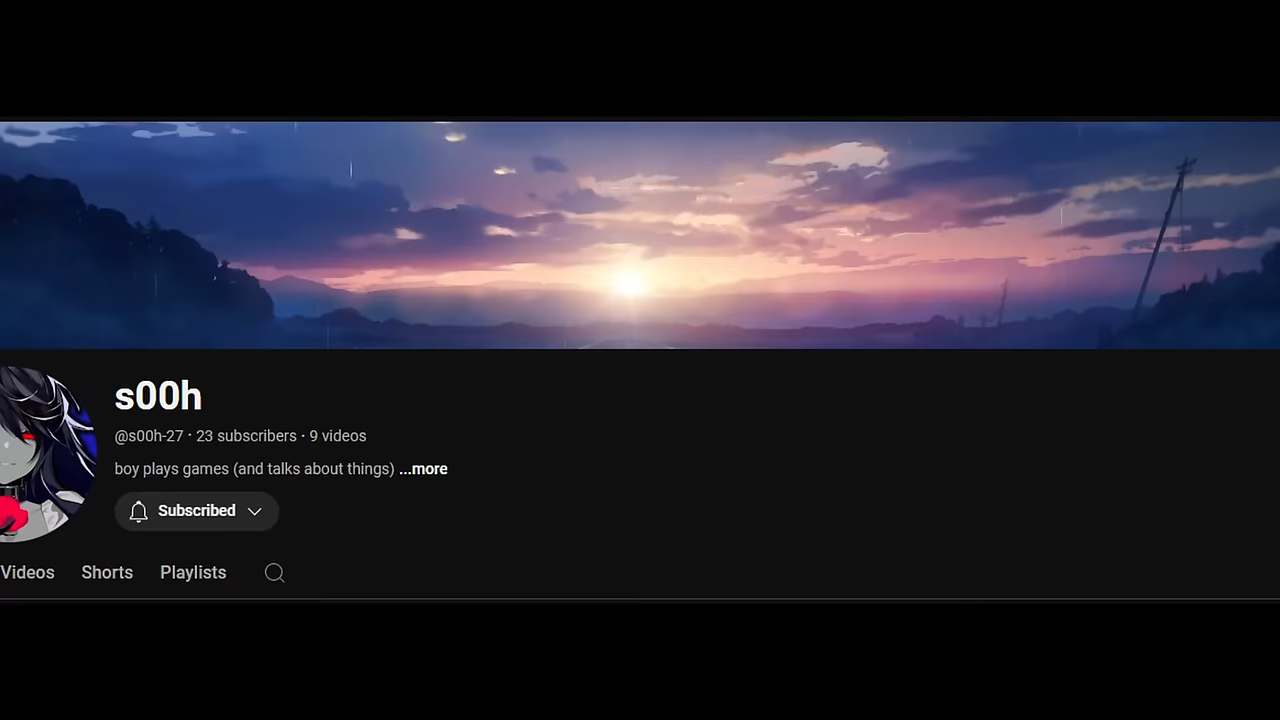 s00h
@s00h-27 · 23 subscribers · 9 videos
boy plays games (and talks about things) ...more
Subscribed
Videos Shorts Playlists